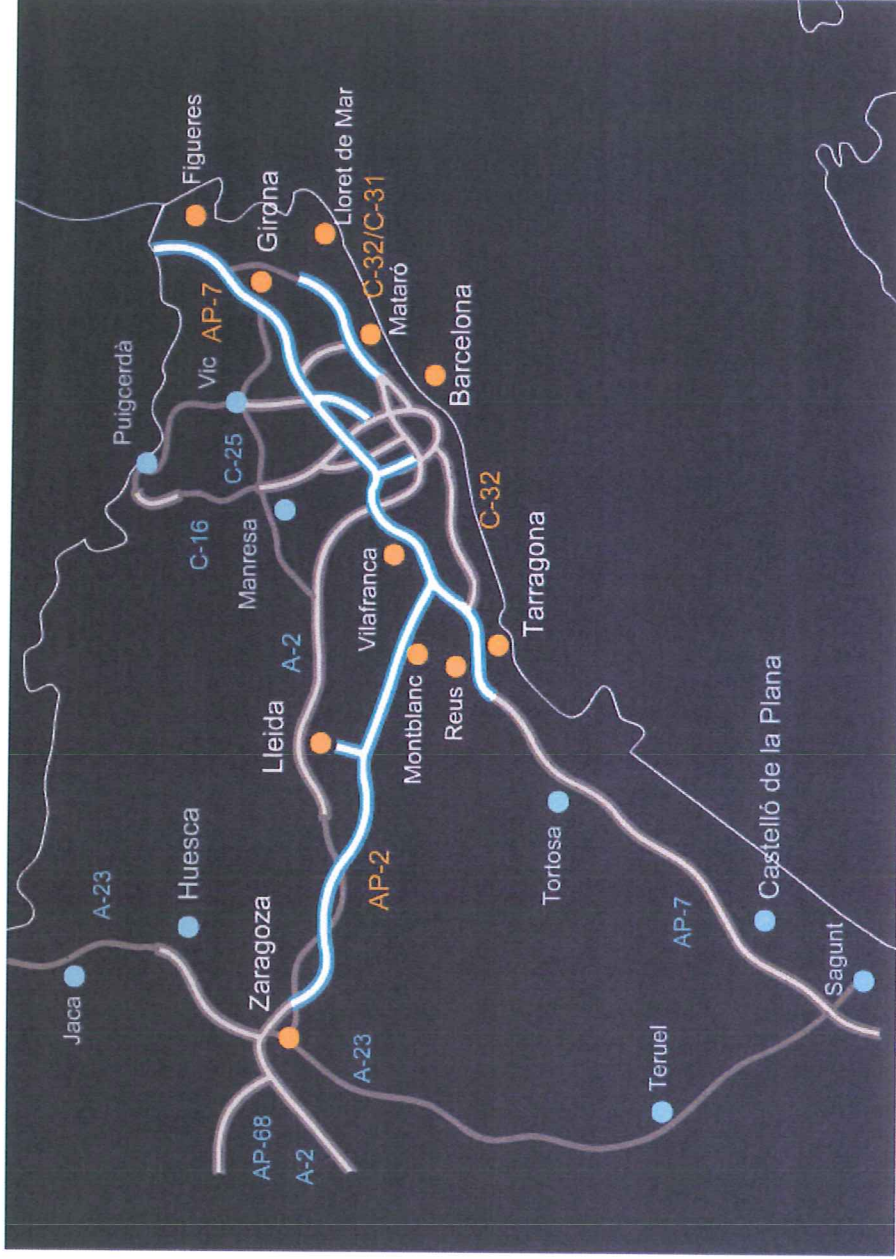 Jaca
A-23
Huesca
Zaragoza
AP-68
A-2
A-23
Teruel
Sagunt
Castelló de la Plana
AP-7
Tortosa
AP-2
Lleida
A-2
Montblanc
Reus
Tarragona
Vilafranca
C-32
Manresa
C-16
C-25
Puigcerdà
Vic
AP-7
Girona
Figueres
Lloret de Mar
C-32/C-31
Mataró
Barcelona